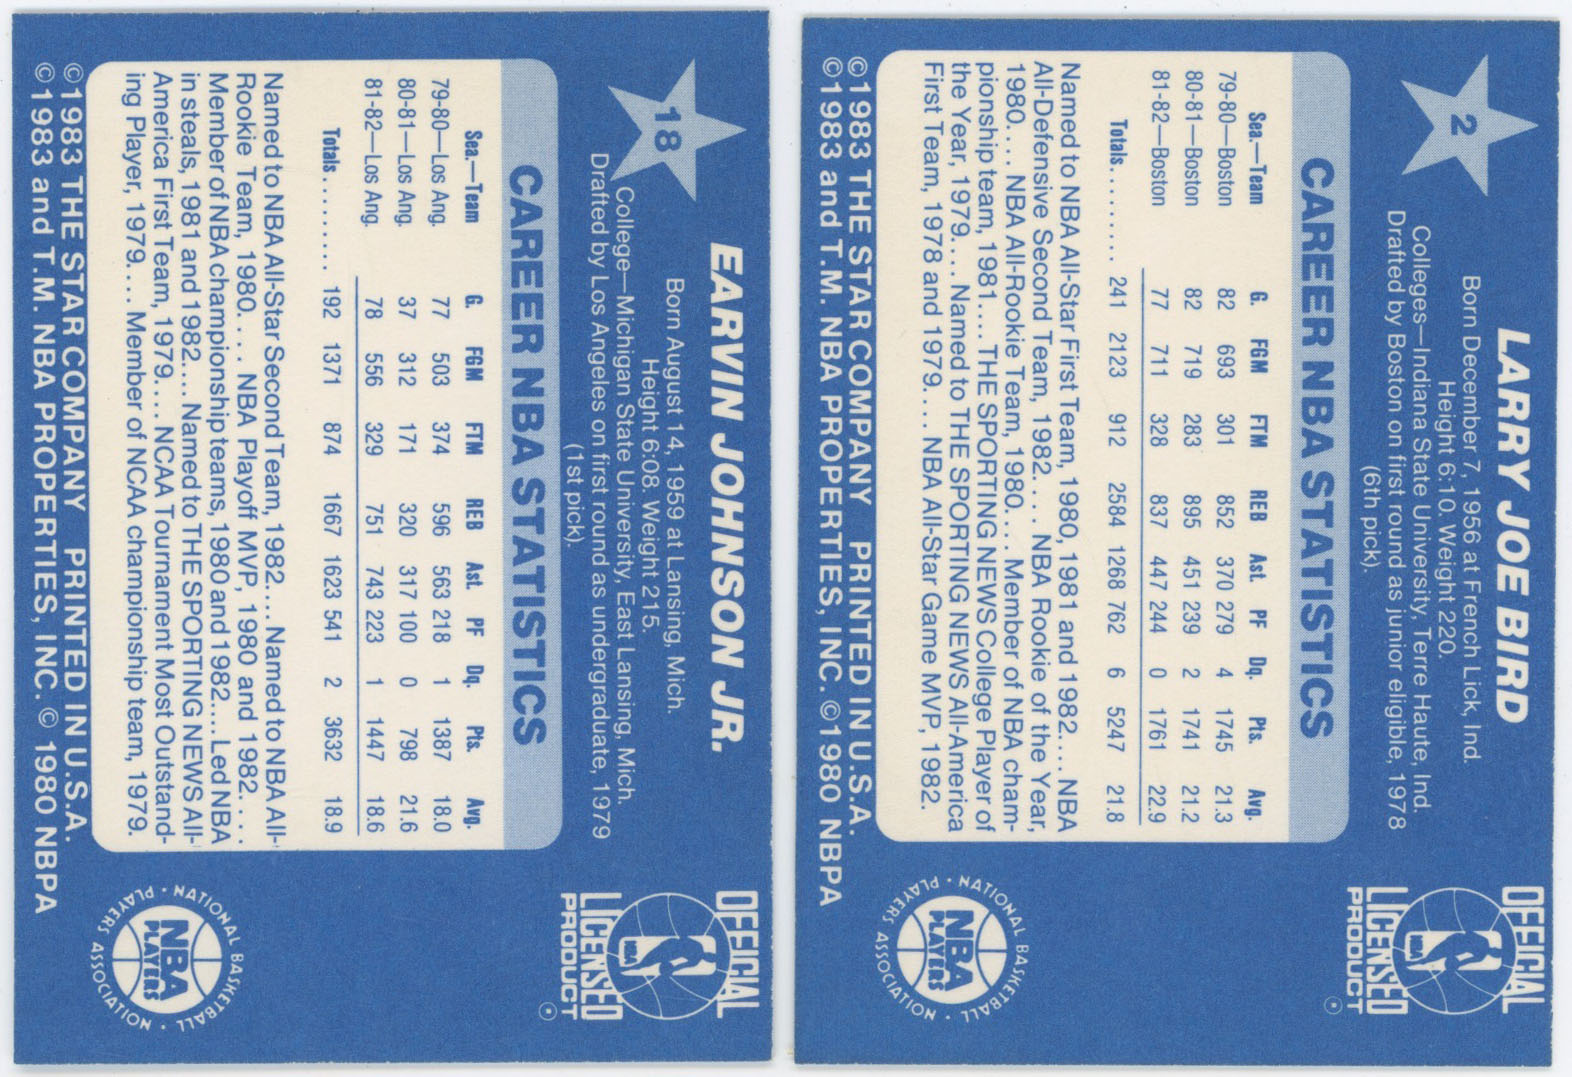 18
EARVIN JOHNSON JR.
Born August 14, 1959 at Lansing, Mich.
Height 6:08. Weight 215.
College—Michigan State University, East Lansing, Mich.
Drafted by Los Angeles on first round as undergraduate, 1979
(1st pick).
CAREER NBA STATISTICS
Sea.—Team G. FGM FTM REB Ast. PF Dq. Pts. Avg.
79-80—Los Ang. 77 503 374 596 563 218 1 1387 18.0
80-81—Los Ang. 37 312 171 320 317 100 0 798 21.6
81-82—Los Ang. 78 556 329 751 743 223 1 1447 18.6
Totals......... 192 1371 874 1667 1623 541 2 3632 18.9
Named to NBA All-Star Second Team, 1982.... Named to NBA All-
Rookie Team, 1980.... NBA Playoff MVP, 1980 and 1982....
Member of NBA championship teams, 1980 and 1982.... Led NBA
in steals, 1981 and 1982.... Named to THE SPORTING NEWS All-
America First Team, 1979.... NCAA Tournament Most Outstand-
ing Player, 1979.... Member of NCAA championship team, 1979.
©1983 THE STAR COMPANY PRINTED IN U.S.A.
©1983 and T.M. NBA PROPERTIES, INC. © 1980 NBPA
OFFICIAL
NBA
LICENSED
PRODUCT
®
NATIONAL BASKETBALL
PLAYERS ASSOCIATION
NBA
PLAYERS
2
LARRY JOE BIRD
Born December 7, 1956 at French Lick, Ind.
Height 6:10. Weight 220.
Colleges—Indiana State University, Terre Haute, Ind.
Drafted by Boston on first round as junior eligible, 1978
(6th pick).
CAREER NBA STATISTICS
Sea.—Team G. FGM FTM REB Ast. PF Dq. Pts. Avg.
79-80—Boston 82 693 301 852 370 279 4 1745 21.3
80-81—Boston 82 719 283 895 451 239 2 1741 21.2
81-82—Boston 77 711 328 837 447 244 0 1761 22.9
Totals......... 241 2123 912 2584 1268 762 6 5247 21.8
Named to NBA All-Star First Team, 1980, 1981 and 1982.... NBA
All-Defensive Second Team, 1982.... NBA Rookie of the Year,
1980.... NBA All-Rookie Team, 1980.... Member of NBA cham-
pionship team, 1981.... THE SPORTING NEWS College Player of
the Year, 1979.... Named to THE SPORTING NEWS All-America
First Team, 1978 and 1979.... NBA All-Star Game MVP, 1982.
©1983 THE STAR COMPANY PRINTED IN U.S.A.
©1983 and T.M. NBA PROPERTIES, INC. ©1980 NBPA
OFFICIAL
NBA
LICENSED
PRODUCT
®
NATIONAL BASKETBALL
PLAYERS ASSOCIATION
NBA
PLAYERS